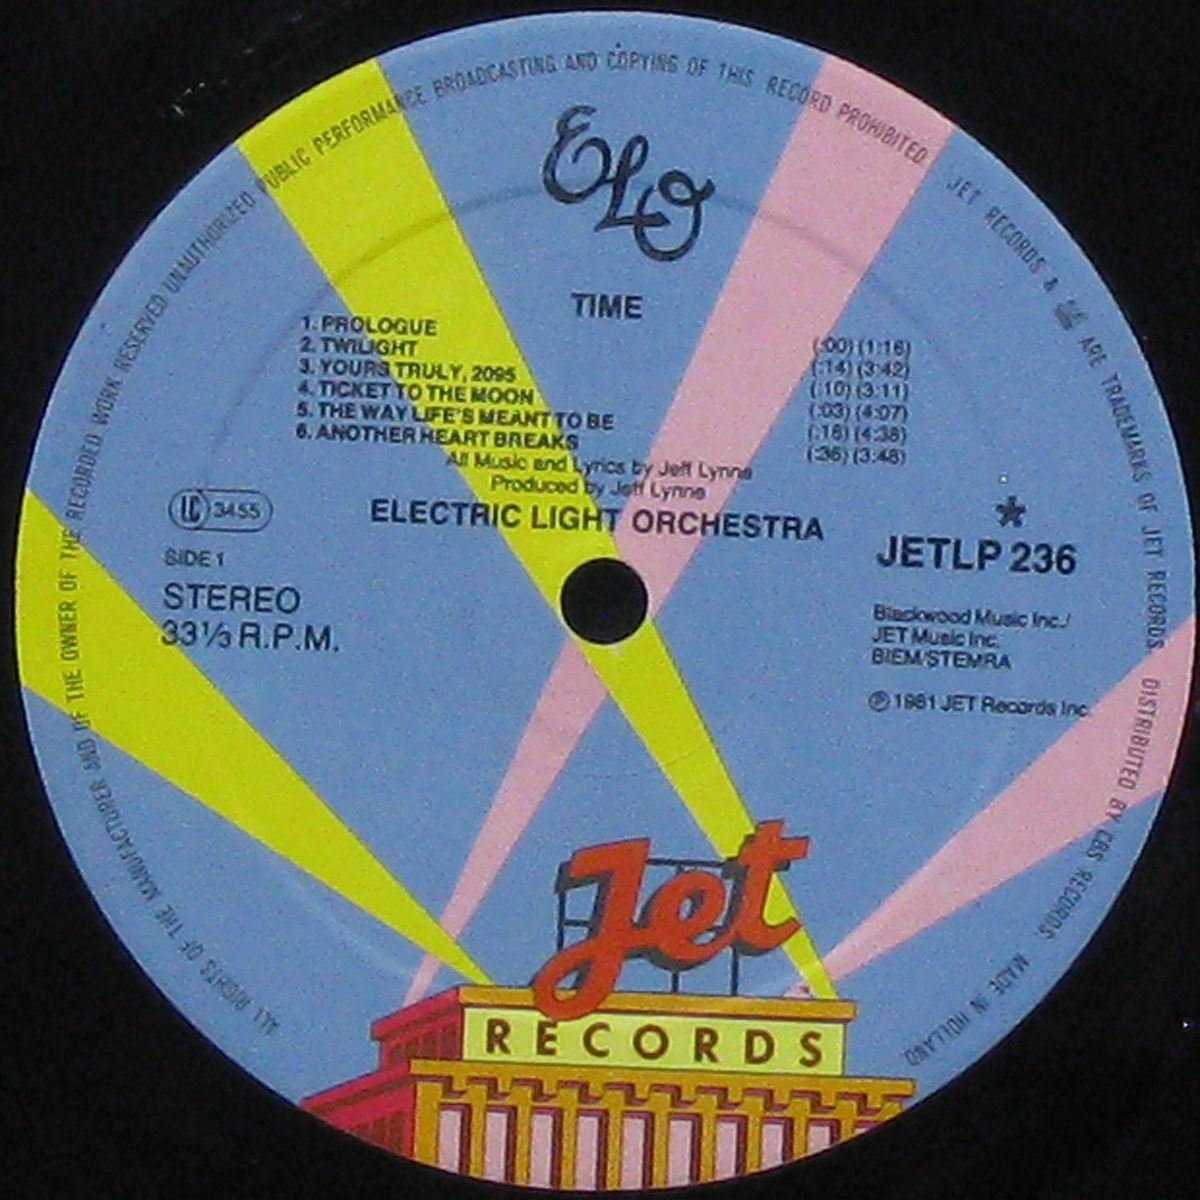 ALL RIGHTS OF THE MANUFACTURER AND OF THE OWNER OF THE RECORDED WORK RESERVED UNAUTHORIZED PUBLIC PERFORMANCE BROADCASTING AND COPYING OF THIS RECORD PROHIBITED
JET RECORDS & ARE TRADEMARKS OF JET RECORDS DISTRIBUTED BY CBS RECORDS. MADE IN HOLLAND.
ELO
TIME
1. PROLOGUE (:00) (1:16)
2. TWILIGHT (:14) (3:42)
3. YOURS TRULY, 2095 (:10) (3:11)
4. TICKET TO THE MOON (:03) (4:07)
5. THE WAY LIFE'S MEANT TO BE (:18) (4:38)
6. ANOTHER HEART BREAKS (:36) (3:48)
All Music and Lyrics by Jeff Lynne
Produced by Jeff Lynne
ELECTRIC LIGHT ORCHESTRA
LC 3455
SIDE 1
STEREO
33⅓ R.P.M.
*
JETLP 236
Blackwood Music Inc./
JET Music Inc.
BIEM/STEMRA
℗ 1981 JET Records Inc.
Jet
RECORDS